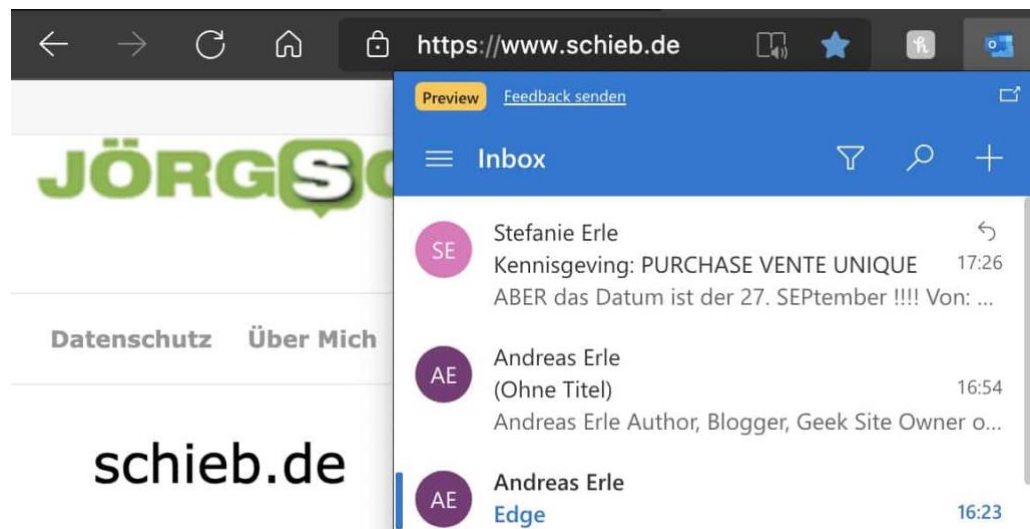 https://www.schieb.de
Preview Feedback senden
JÖRGS
Inbox
Datenschutz Über Mich
schieb.de
SE
Stefanie Erle
Kennisgeving: PURCHASE VENTE UNIQUE 17:26
ABER das Datum ist der 27. SEPtember !!!! Von: ...
AE
Andreas Erle
(Ohne Titel) 16:54
Andreas Erle Author, Blogger, Geek Site Owner o...
AE
Andreas Erle
Edge 16:23